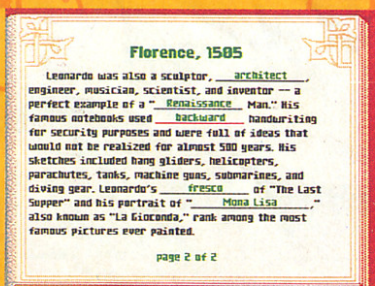 Florence, 1505
Leonardo was also a sculptor, architect,
engineer, musician, scientist, and inventor -- a
perfect example of a "Renaissance Man." His
famous notebooks used backward handwriting
for security purposes and were full of ideas that
would not be realized for almost 500 years. His
sketches included hang gliders, helicopters,
parachutes, tanks, machine guns, submarines, and
diving gear. Leonardo's fresco of "The Last
Supper" and his portrait of "Mona Lisa,"
also known as "La Gioconda," rank among the most
famous pictures ever painted.
page 2 of 2